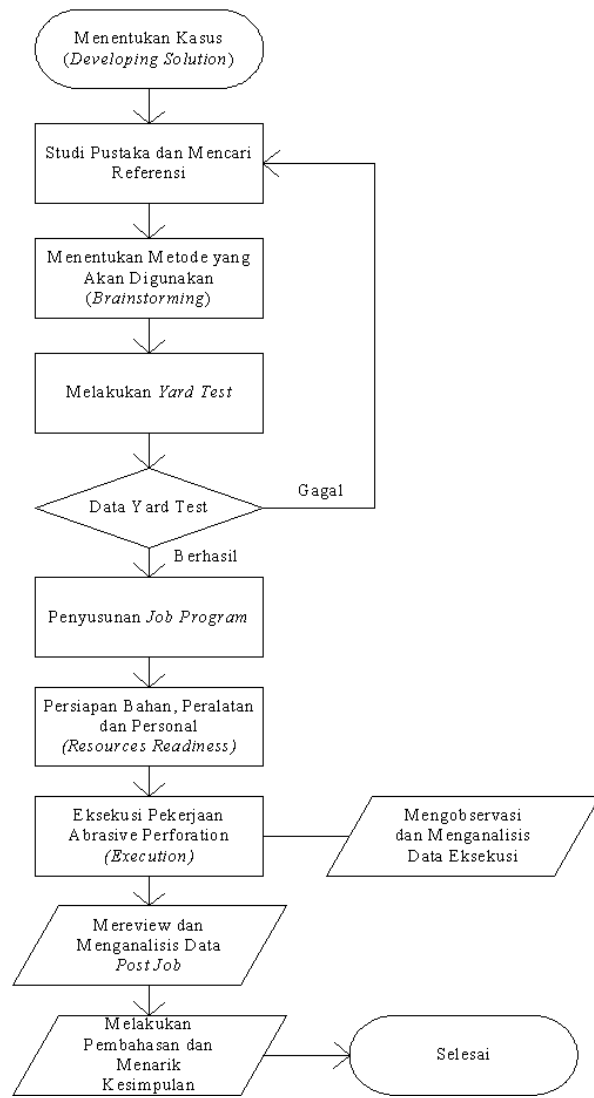 Menentukan Kasus
(Developing Solution)
Studi Pustaka dan Mencari
Referensi
Menentukan Metode yang
Akan Digunakan
(Brainstorming)
Melakukan Yard Test
Data Yard Test
Gagal
Berhasil
Penyusunan Job Program
Persiapan Bahan, Peralatan
dan Personal
(Resources Readiness)
Eksekusi Pekerjaan
Abrasive Perforation
(Execution)
Mengobservasi
dan Menganalisis
Data Eksekusi
Mereview dan
Menganalisis Data
Post Job
Melakukan
Pembahasan dan
Menarik
Kesimpulan
Selesai